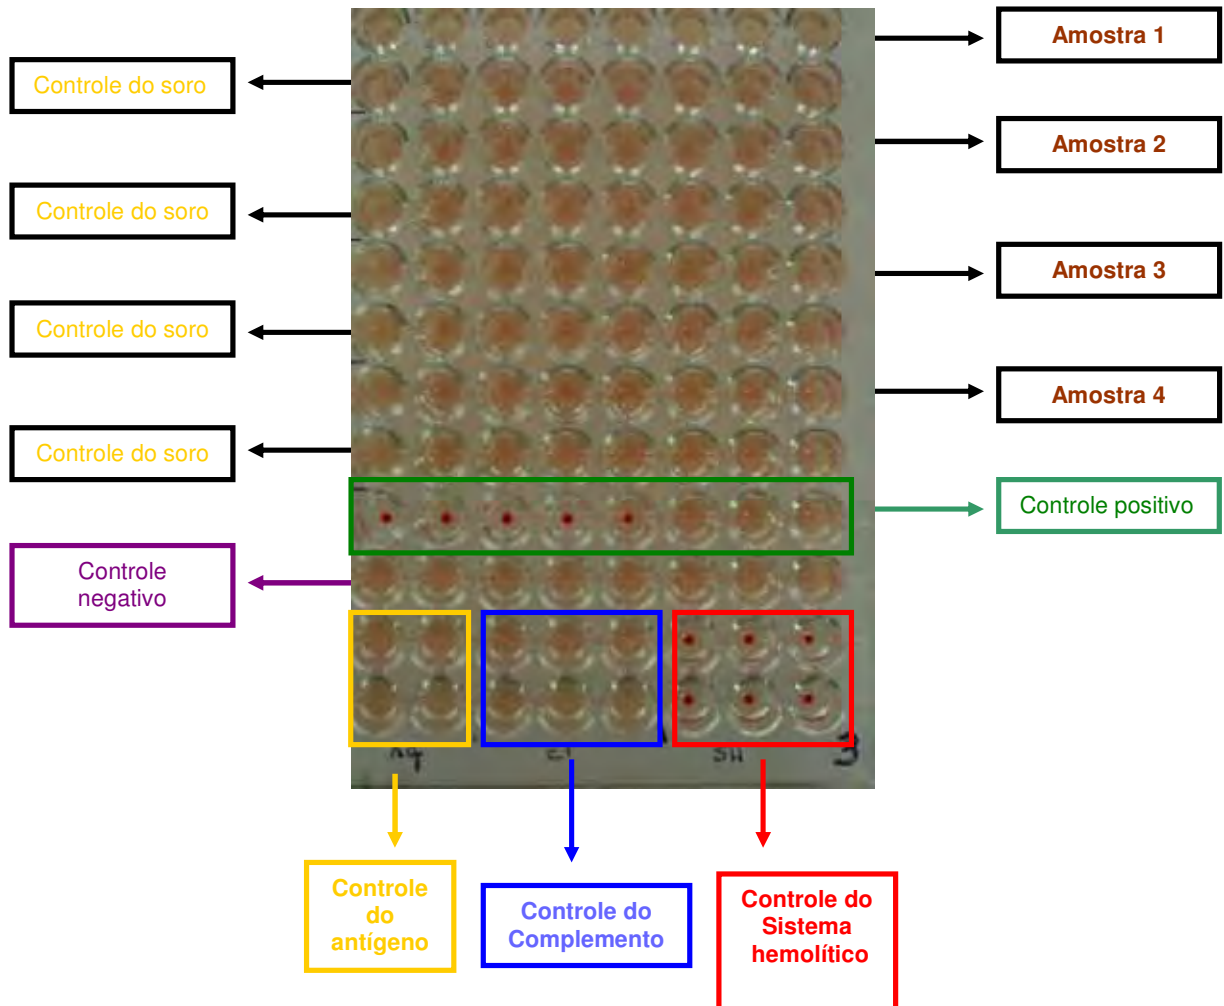 Amostra 1
Controle do soro
Amostra 2
Controle do soro
Amostra 3
Controle do soro
Amostra 4
Controle do soro
Controle positivo
Controle
negativo
3
Controle
do
antígeno
Controle do
Complemento
Controle do
Sistema
hemolítico